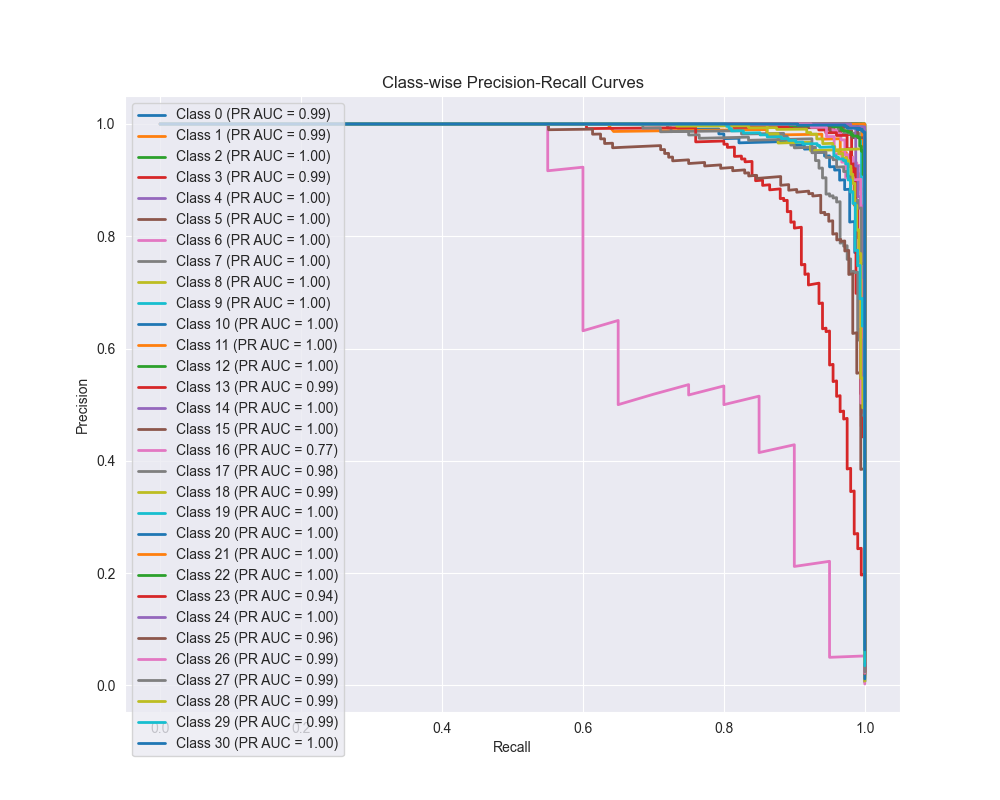 Class-wise Precision-Recall Curves
Precision
1.0
0.8
0.6
0.4
0.2
0.0
Class 0 (PR AUC = 0.99)
Class 1 (PR AUC = 0.99)
Class 2 (PR AUC = 1.00)
Class 3 (PR AUC = 0.99)
Class 4 (PR AUC = 1.00)
Class 5 (PR AUC = 1.00)
Class 6 (PR AUC = 1.00)
Class 7 (PR AUC = 1.00)
Class 8 (PR AUC = 1.00)
Class 9 (PR AUC = 1.00)
Class 10 (PR AUC = 1.00)
Class 11 (PR AUC = 1.00)
Class 12 (PR AUC = 1.00)
Class 13 (PR AUC = 0.99)
Class 14 (PR AUC = 1.00)
Class 15 (PR AUC = 1.00)
Class 16 (PR AUC = 0.77)
Class 17 (PR AUC = 0.98)
Class 18 (PR AUC = 0.99)
Class 19 (PR AUC = 1.00)
Class 20 (PR AUC = 1.00)
Class 21 (PR AUC = 1.00)
Class 22 (PR AUC = 1.00)
Class 23 (PR AUC = 0.94)
Class 24 (PR AUC = 1.00)
Class 25 (PR AUC = 0.96)
Class 26 (PR AUC = 0.99)
Class 27 (PR AUC = 0.99)
Class 28 (PR AUC = 0.99)
Class 29 (PR AUC = 0.99)
Class 30 (PR AUC = 1.00)
0.0 0.2 0.4 0.6 0.8 1.0
Recall